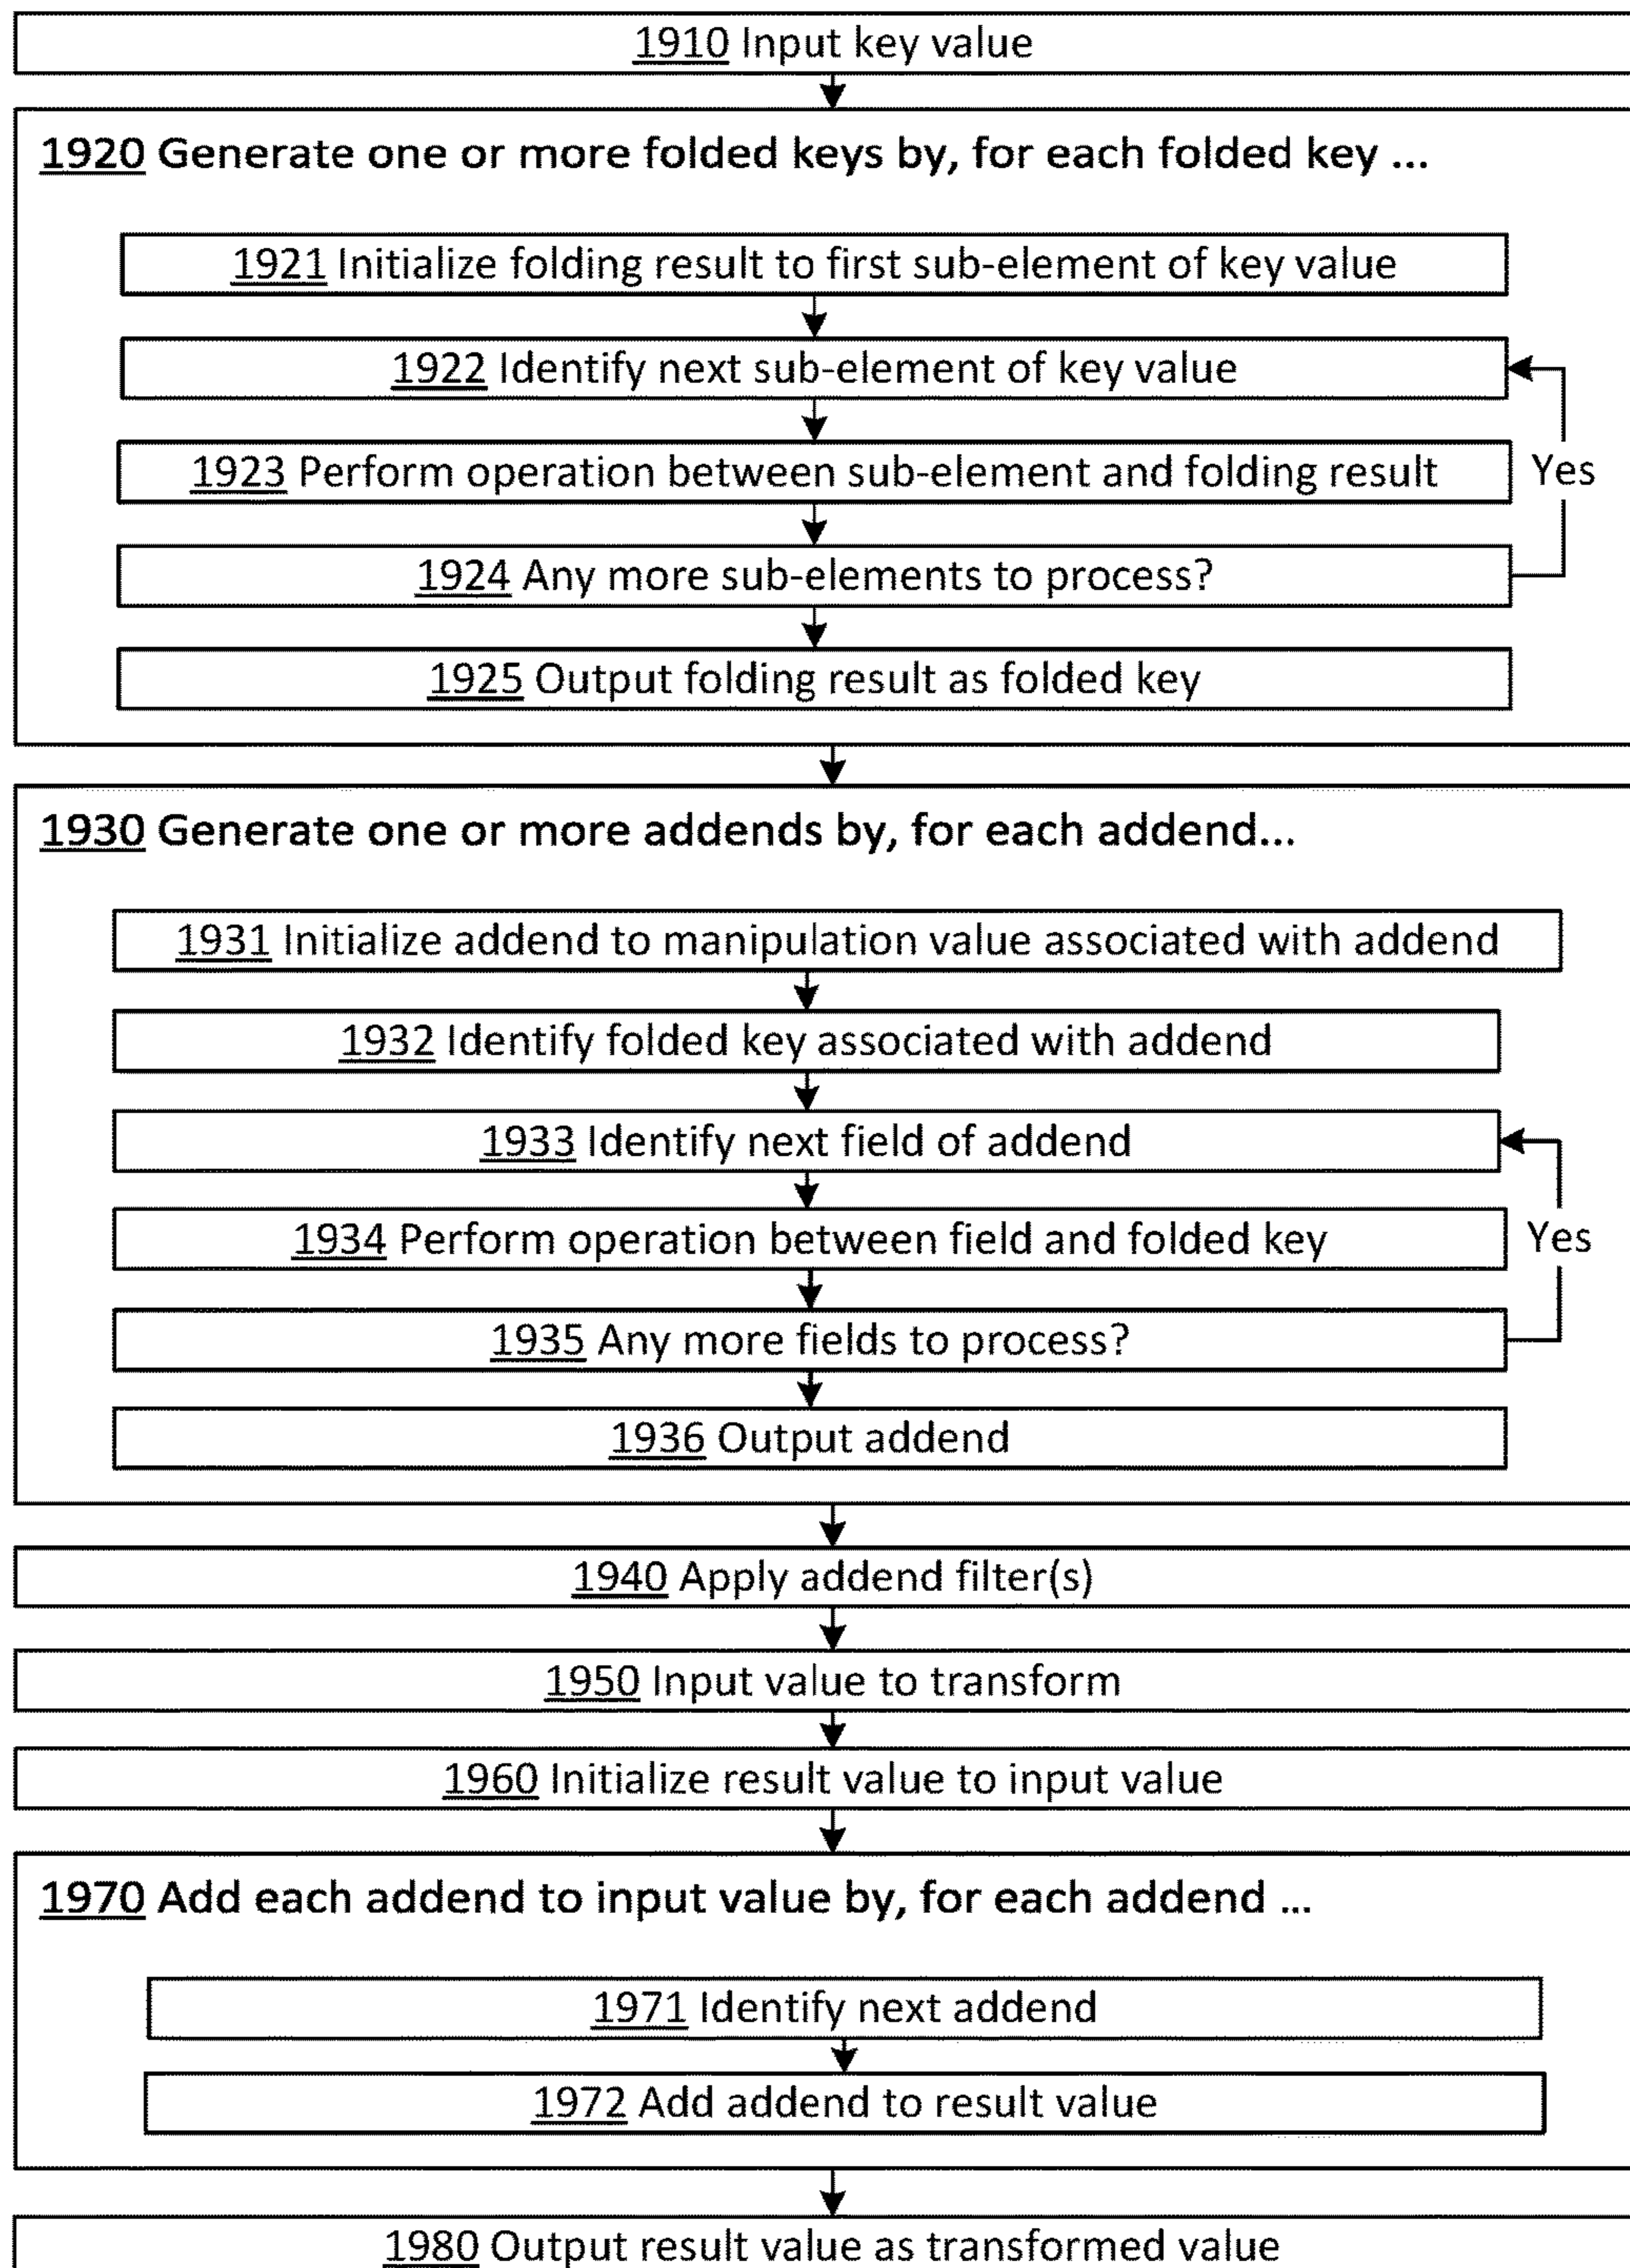 1910 Input key value
1920 Generate one or more folded keys by, for each folded key ...
1921 Initialize folding result to first sub-element of key value
1922 Identify next sub-element of key value
1923 Perform operation between sub-element and folding result
Yes
1924 Any more sub-elements to process?
1925 Output folding result as folded key
1930 Generate one or more addends by, for each addend...
1931 Initialize addend to manipulation value associated with addend
1932 Identify folded key associated with addend
1933 Identify next field of addend
1934 Perform operation between field and folded key
Yes
1935 Any more fields to process?
1936 Output addend
1940 Apply addend filter(s)
1950 Input value to transform
1960 Initialize result value to input value
1970 Add each addend to input value by, for each addend ...
1971 Identify next addend
1972 Add addend to result value
1980 Output result value as transformed value